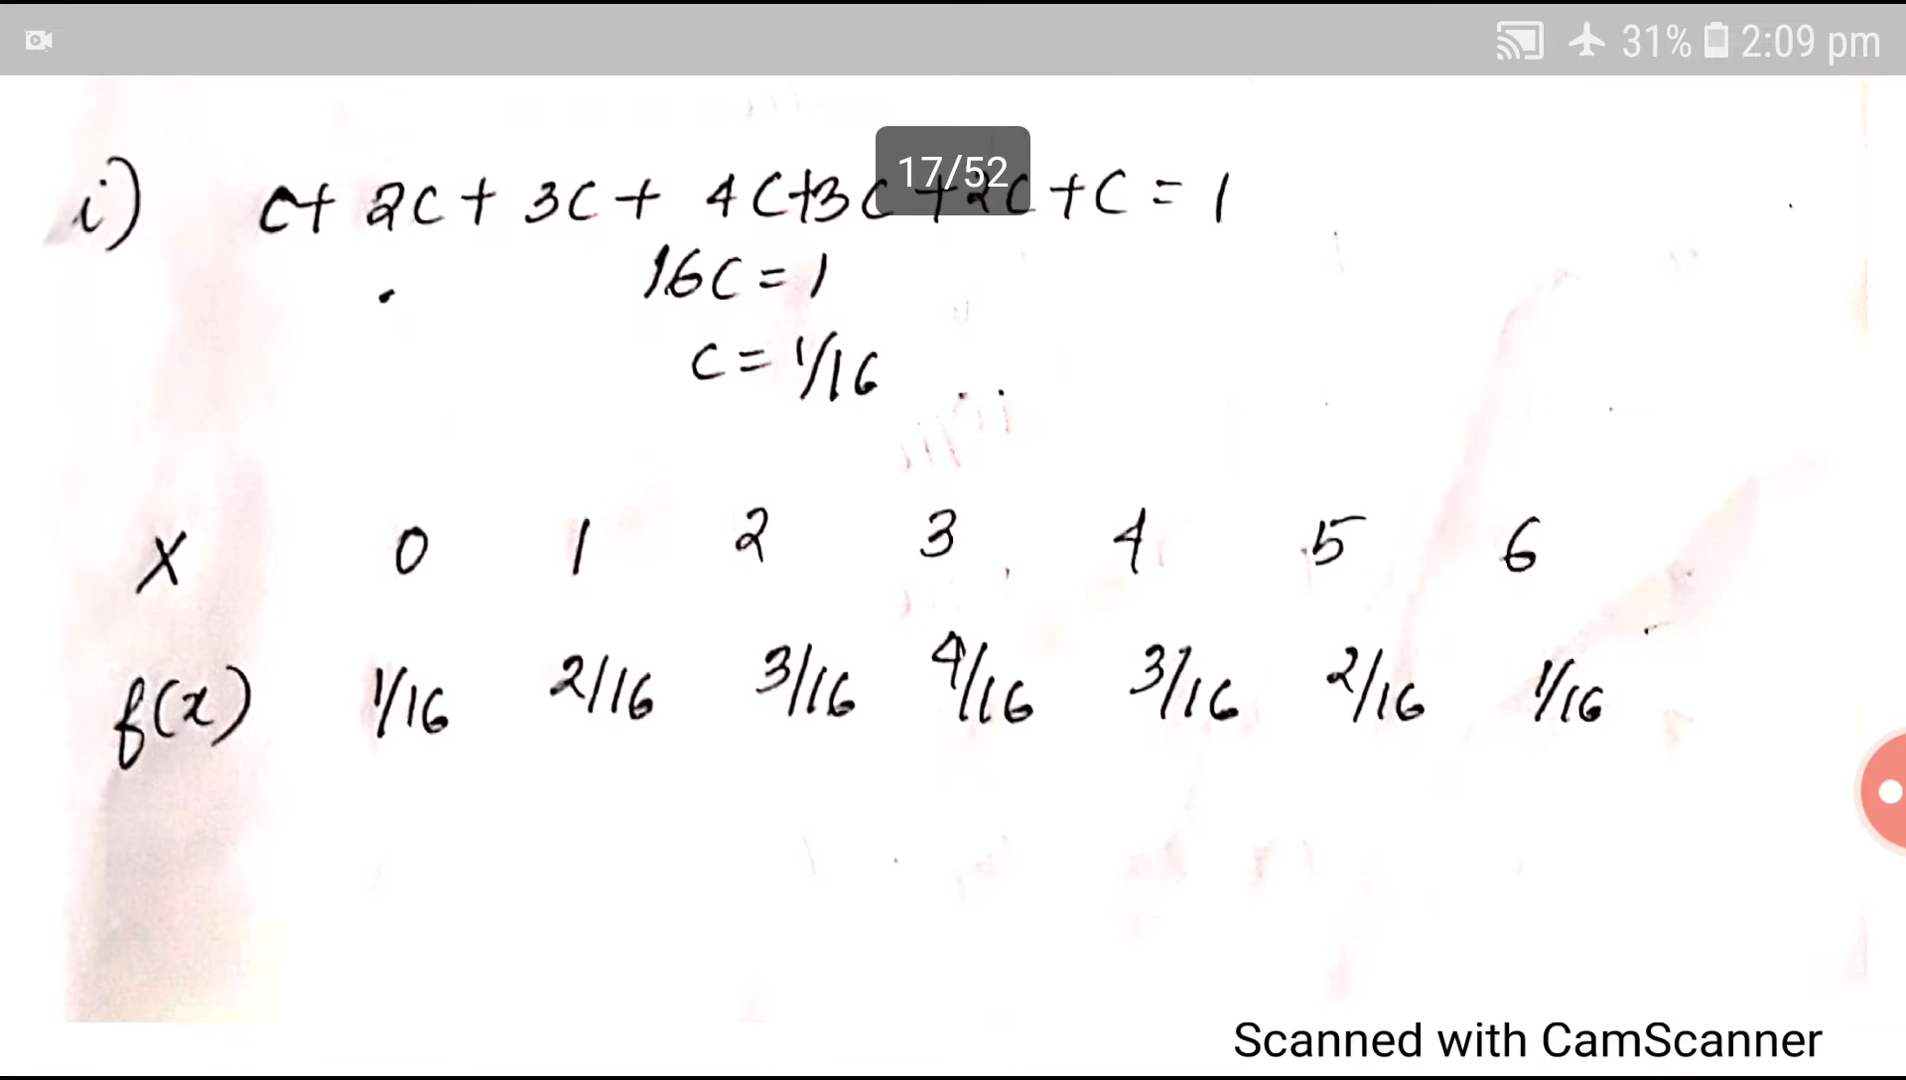 31% 2:09 pm
17/52
i) C+ 2C+ 3C+ 4C+3C+2C+C=1
16C=1
C=1/16
X 0 1 2 3 4 5 6
f(x) 1/16 2/16 3/16 4/16 3/16 2/16 1/16
Scanned with CamScanner